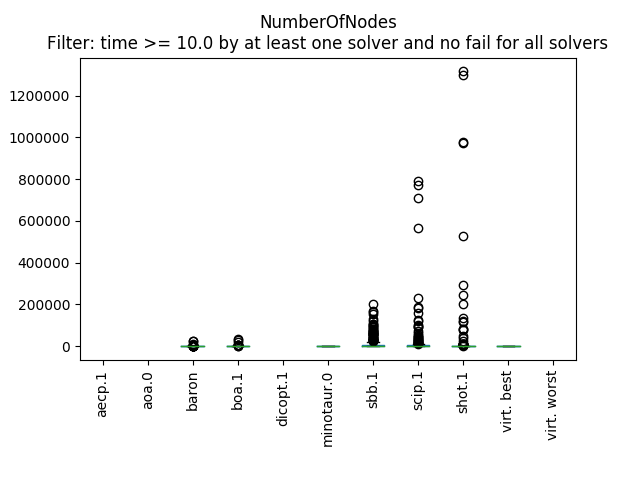 NumberOfNodes
Filter: time >= 10.0 by at least one solver and no fail for all solvers
1200000
1000000
800000
600000
400000
200000
0
aecp.1
aoa.0
baron
boa.1
dicopt.1
minotaur.0
sbb.1
scip.1
shot.1
virt. best
virt. worst